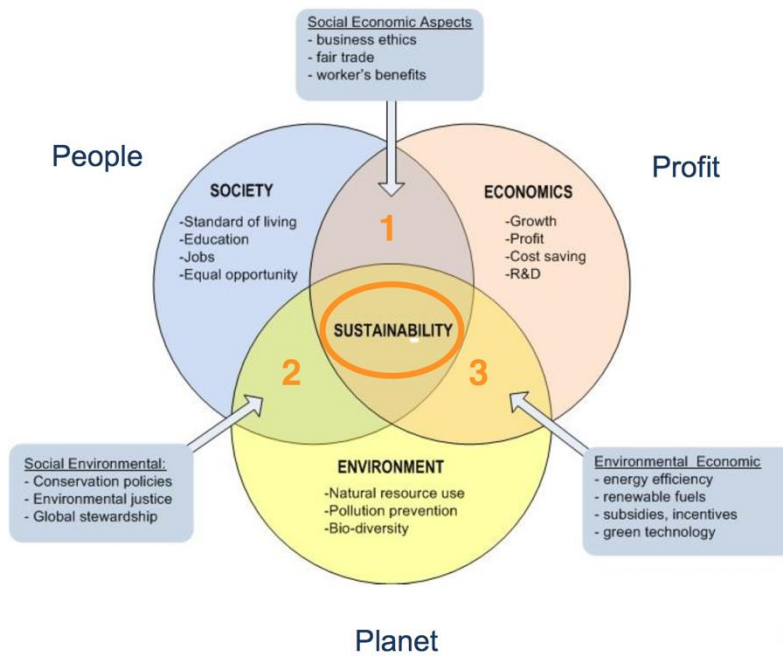 Social Economic Aspects
- business ethics
- fair trade
- worker's benefits
People
Profit
SOCIETY
-Standard of living
-Education
-Jobs
-Equal opportunity
ECONOMICS
-Growth
-Profit
-Cost saving
-R&D
1
SUSTAINABILITY
2
3
Social Environmental:
- Conservation policies
- Environmental justice
- Global stewardship
ENVIRONMENT
-Natural resource use
-Pollution prevention
-Bio-diversity
Environmental Economic
- energy efficiency
- renewable fuels
- subsidies, incentives
- green technology
Planet